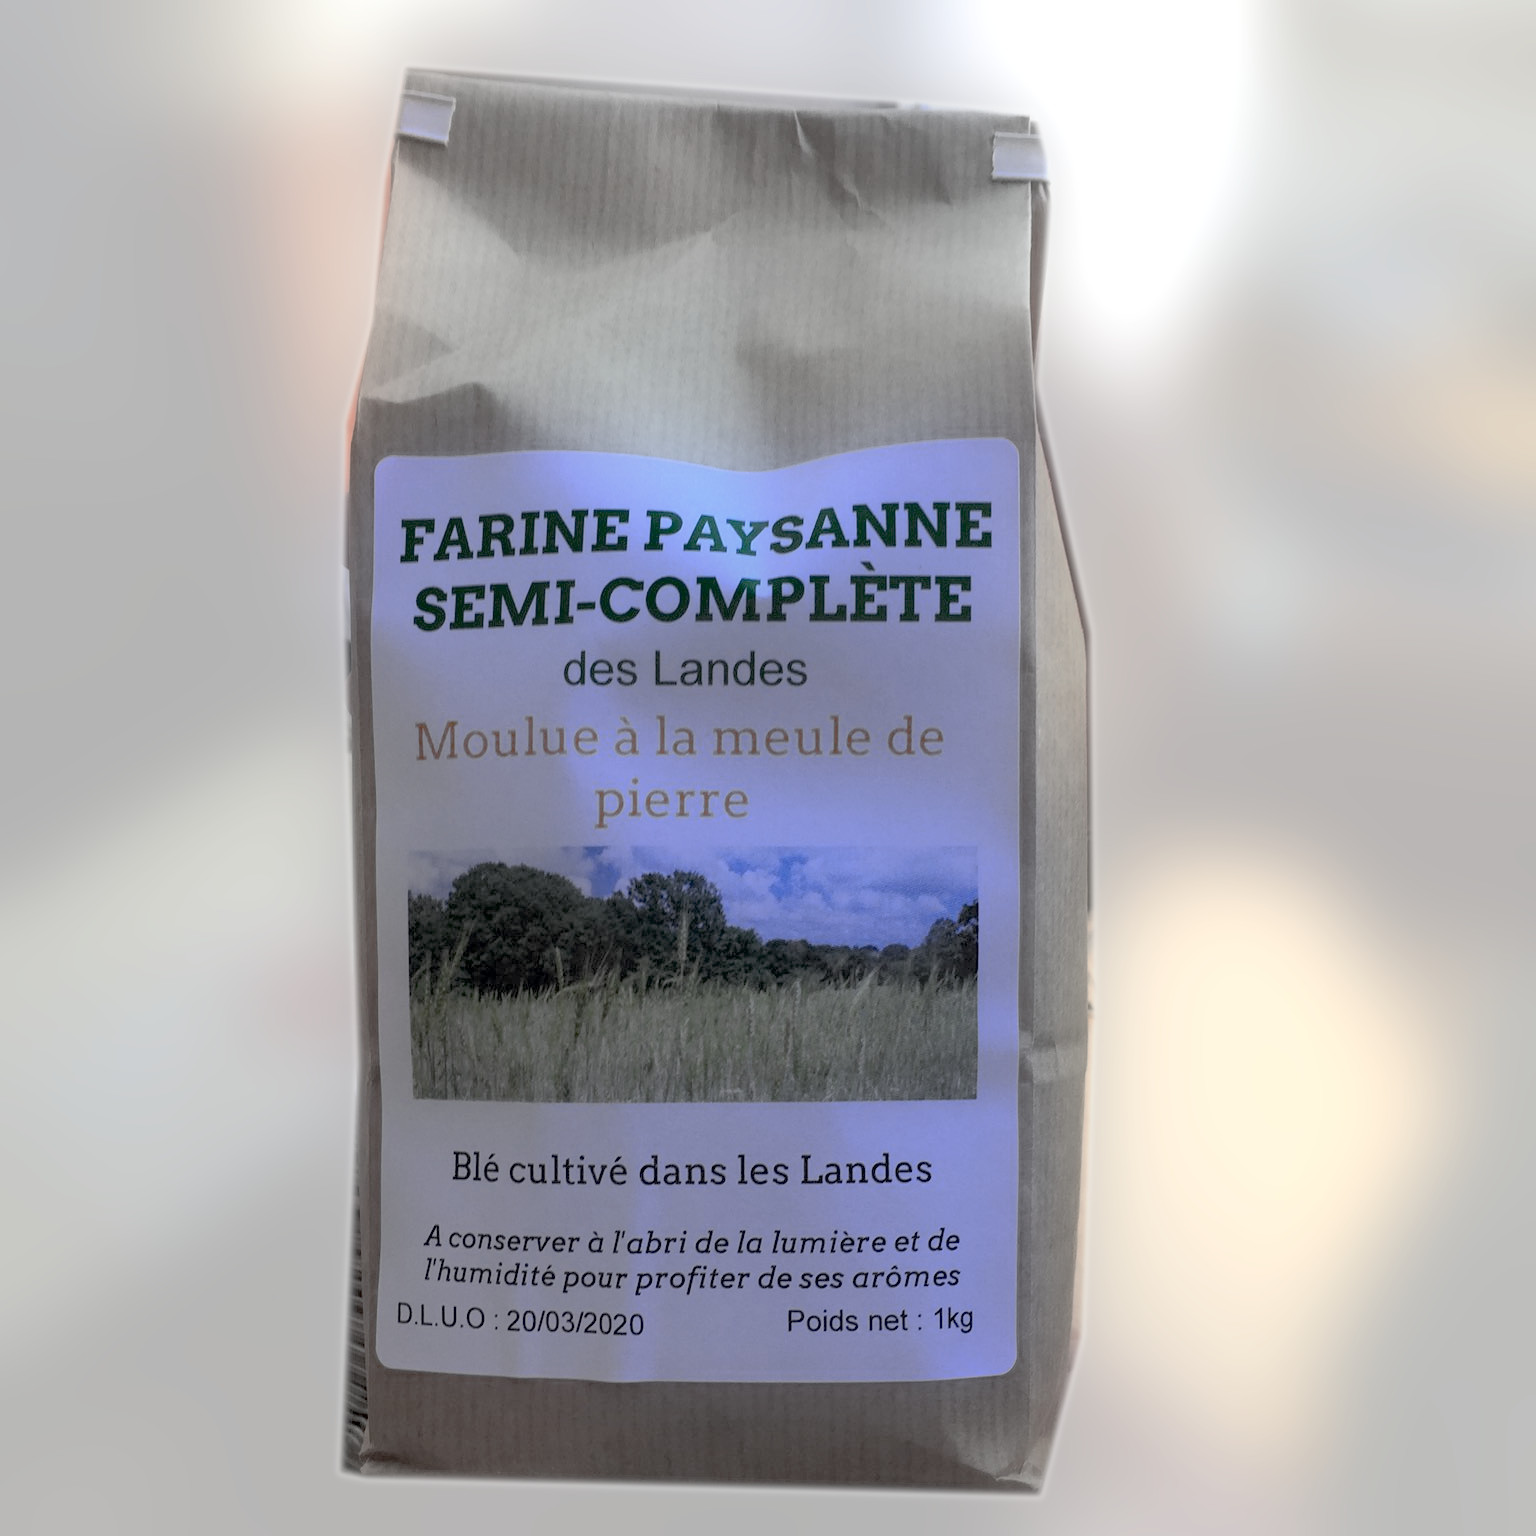 FARINE PAYSANNE
SEMI-COMPLÈTE
des Landes
Moulue à la meule de
pierre
Blé cultivé dans les Landes
A conserver à l'abri de la lumière et de
l'humidité pour profiter de ses arômes
D.L.U.O : 20/03/2020 Poids net : 1kg